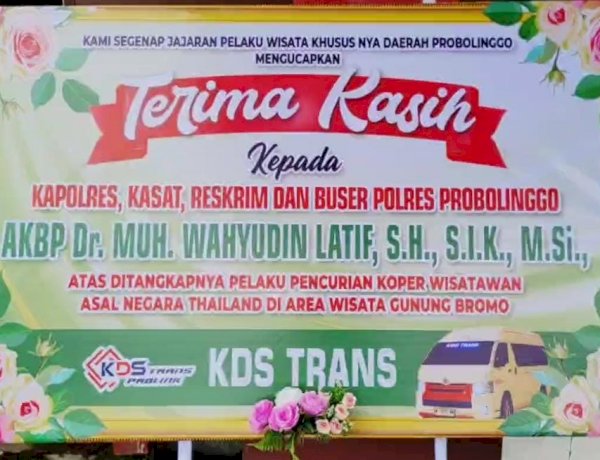 KAMI SEGENAP JAJARAN PELAKU WISATA KHUSUS NYA DAERAH PROBOLINGGO
MENGUCAPKAN
Terima Kasih
Kepada
KAPOLRES, KASAT, RESKRIM DAN BUSER POLRES PROBOLINGGO
AKBP Dr. MUH. WAHYUDIN LATIF, S.H., S.I.K., M.Si.,
ATAS DITANGKAPNYA PELAKU PENCURIAN KOPER WISATAWAN
ASAL NEGARA THAILAND DI AREA WISATA GUNUNG BROMO
KDS TRANS
PROBLINK
KDS TRANS
KDS TRANS